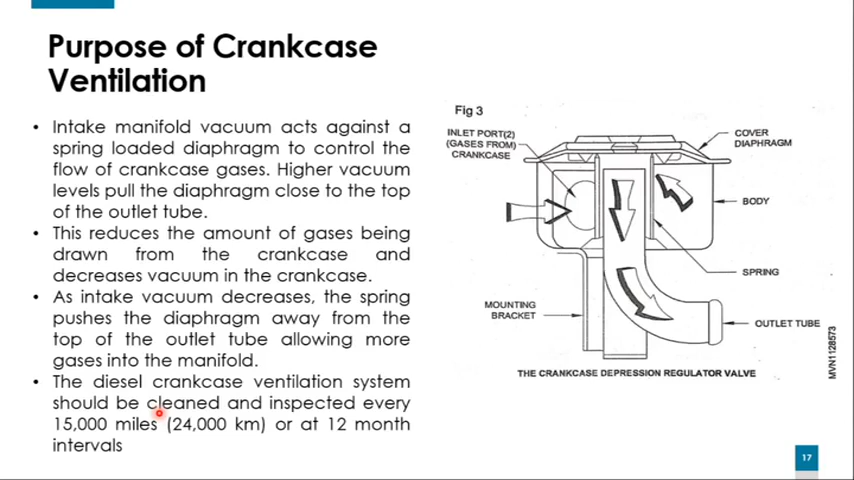 Purpose of Crankcase
Ventilation
• Intake manifold vacuum acts against a
spring loaded diaphragm to control the
flow of crankcase gases. Higher vacuum
levels pull the diaphragm close to the top
of the outlet tube.
• This reduces the amount of gases being
drawn from the crankcase and
decreases vacuum in the crankcase.
• As intake vacuum decreases, the spring
pushes the diaphragm away from the
top of the outlet tube allowing more
gases into the manifold.
• The diesel crankcase ventilation system
should be cleaned and inspected every
15,000 miles (24,000 km) or at 12 month
intervals
Fig 3
INLET PORT(2)
(GASES FROM)
CRANKCASE
COVER
DIAPHRAGM
BODY
SPRING
MOUNTING
BRACKET
OUTLET TUBE
THE CRANKCASE DEPRESSION REGULATOR VALVE
MVN1128573
17